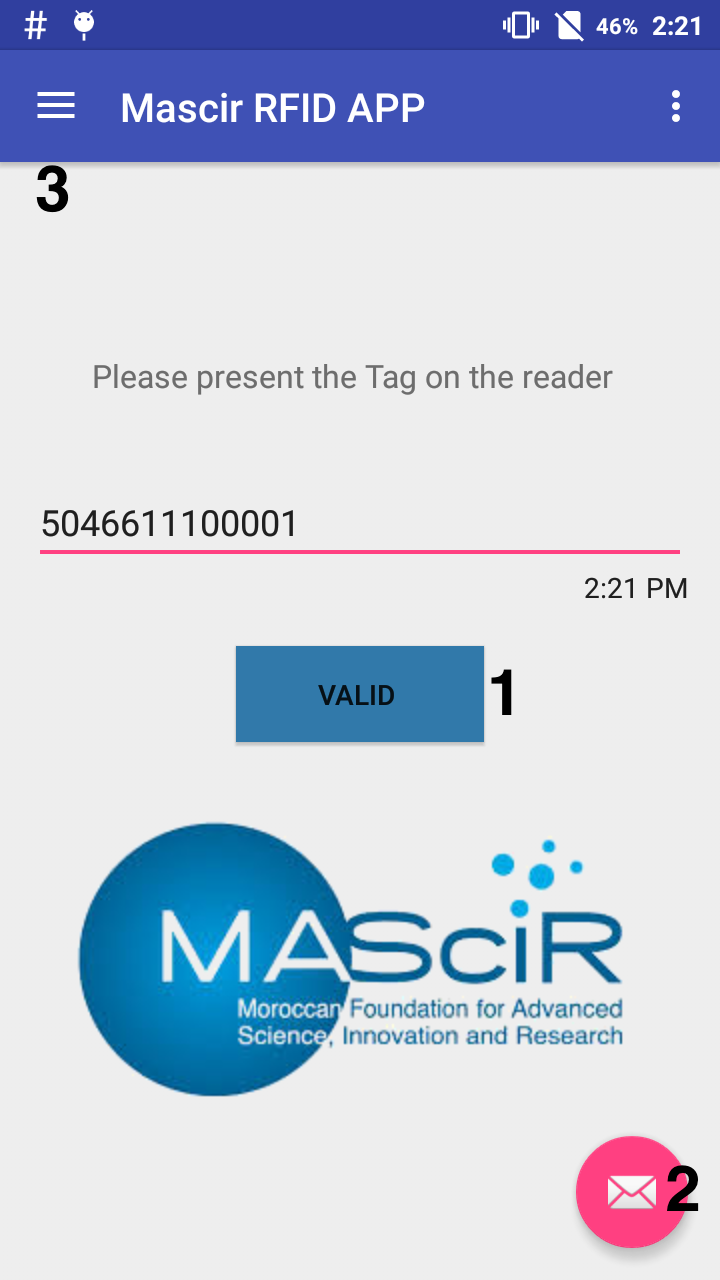 # 46% 2:21
Mascir RFID APP
3
Please present the Tag on the reader
5046611100001
2:21 PM
VALID 1
MASciR
Moroccan Foundation for Advanced
Science, Innovation and Research
2